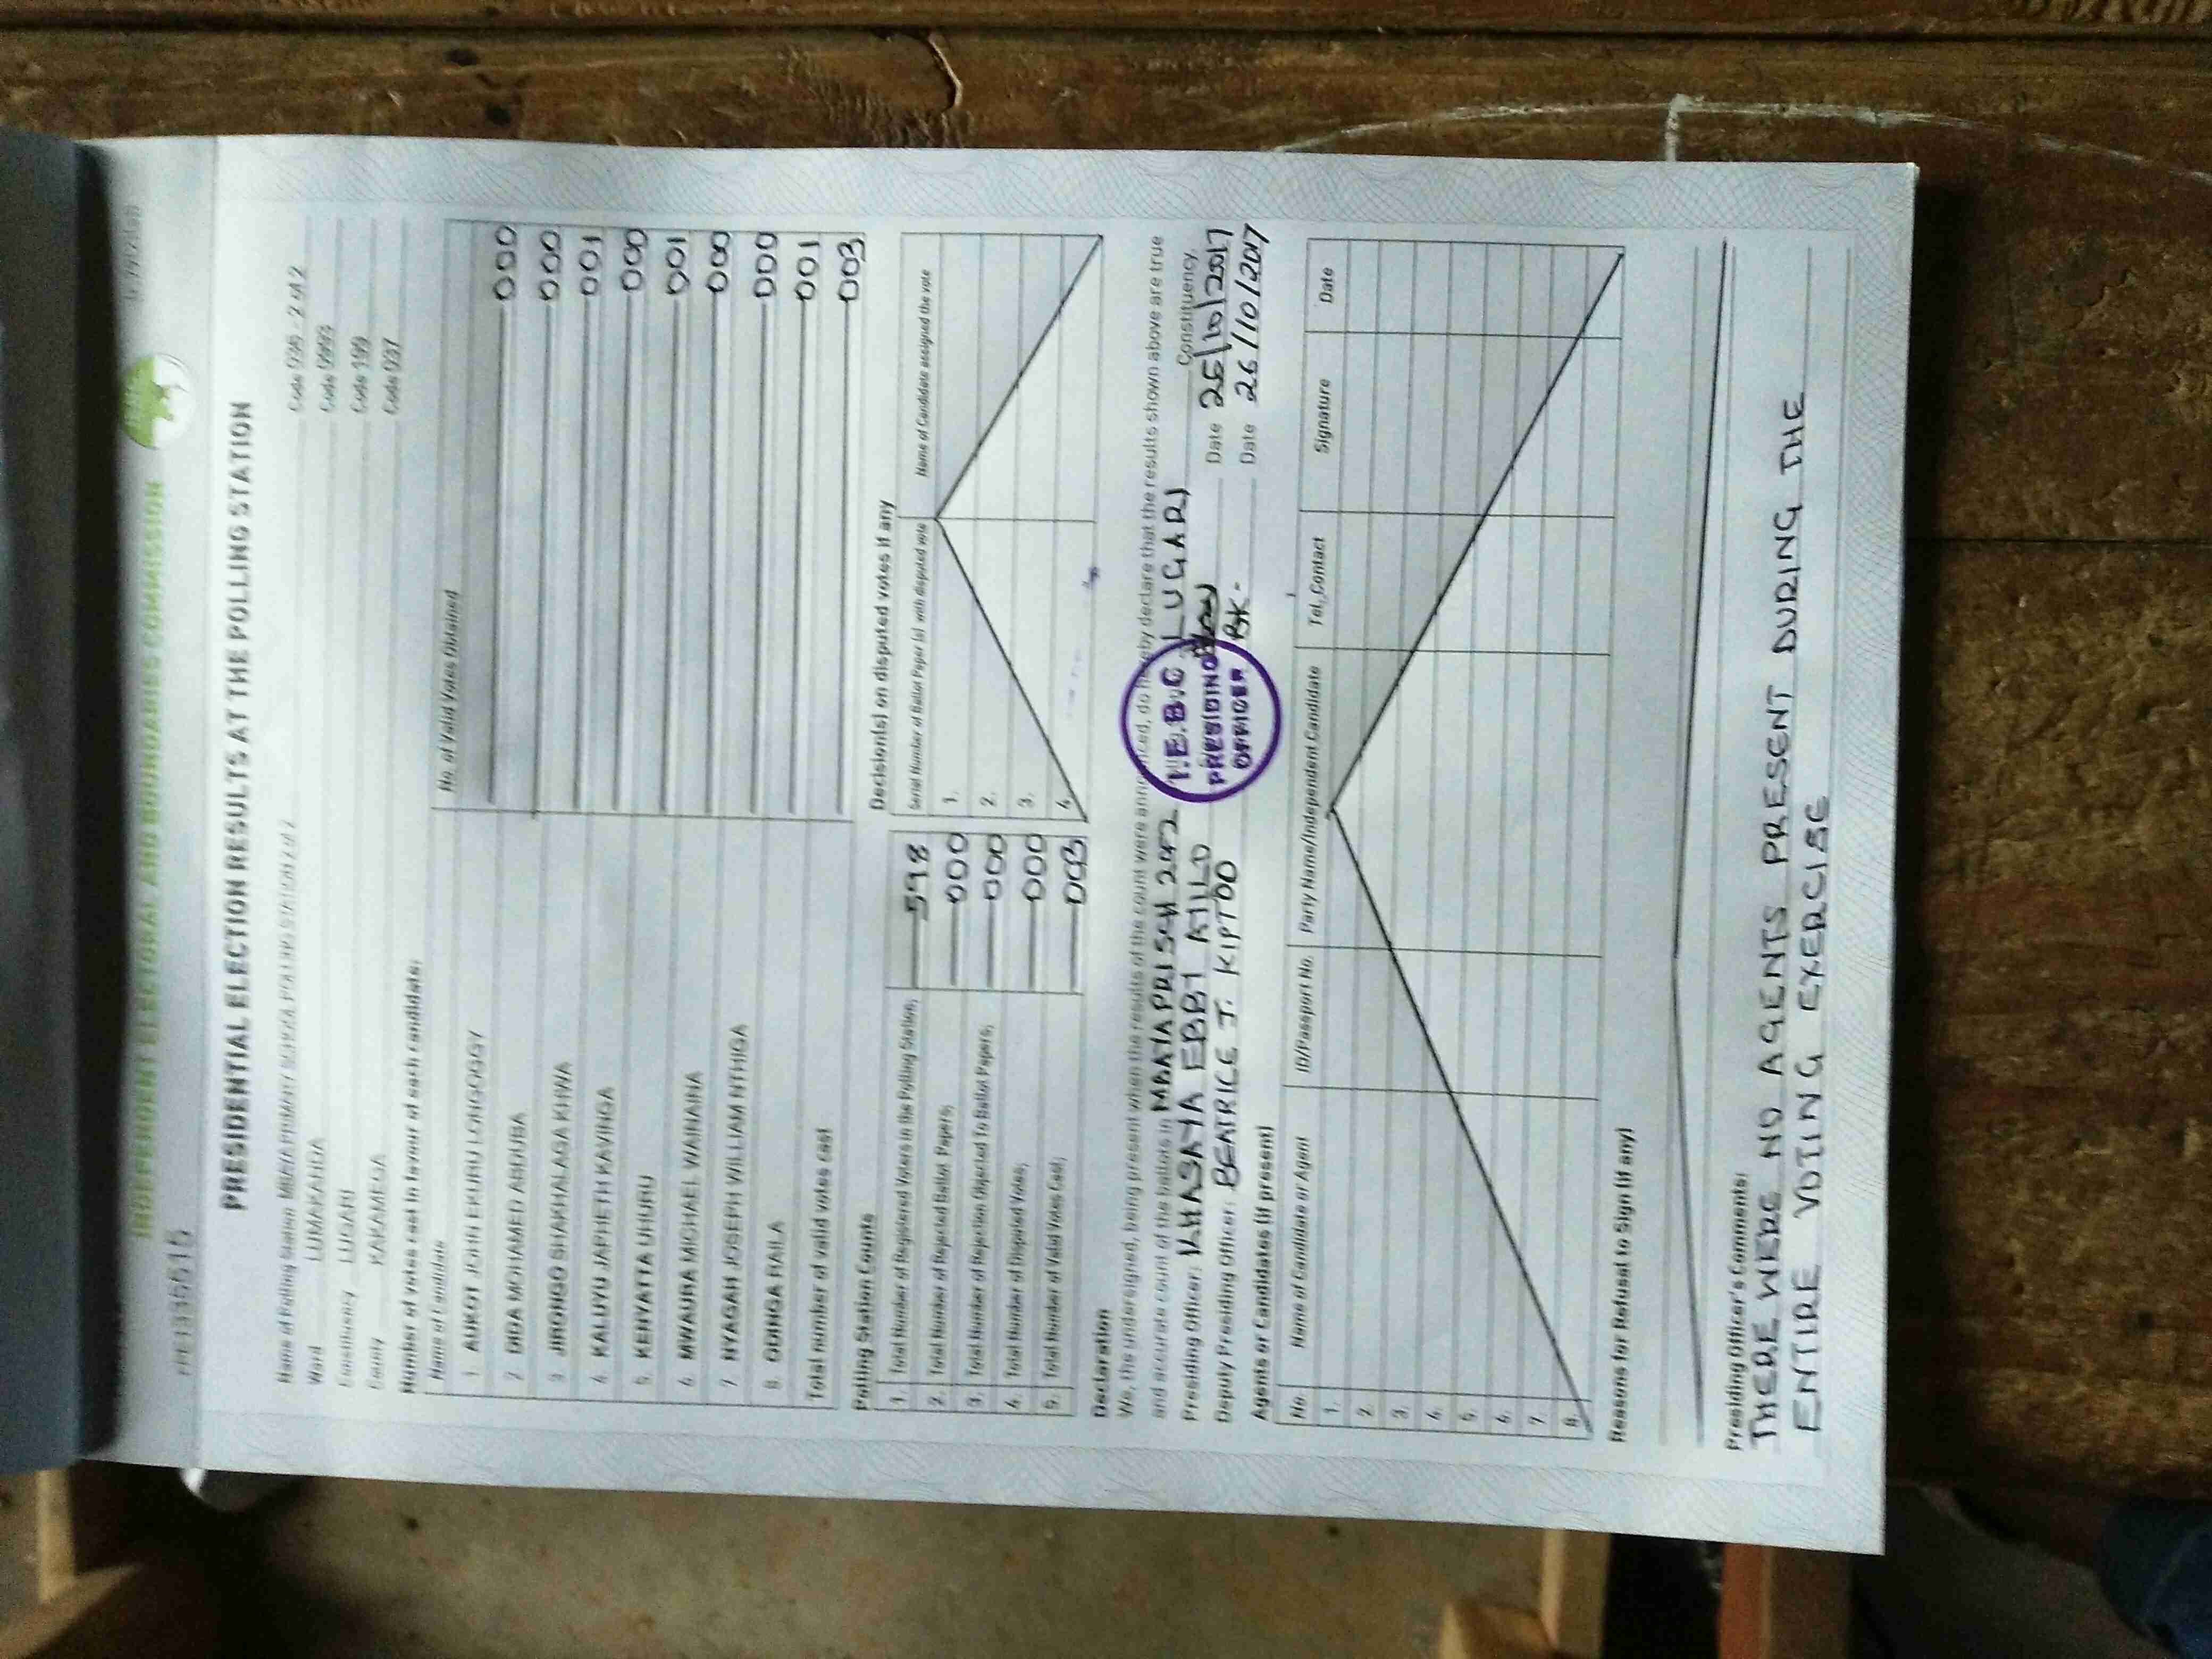 INDEPENDENT ELECTORAL AND BOUNDARIES COMMISSION
PRESIDENTIAL ELECTION RESULTS AT THE POLLING STATION
Name of Polling Station MBAYA PRIMARY SCHOOL POLLING STATION 2 of 2 Code 038 - 2 of 2
Ward LUMAKANDA Code 0993
Constituency LUGARI Code 199
County KAKAMEGA Code 037
Number of votes cast in favour of each candidate:
Name of Candidate No. of Valid Votes Obtained
1 AUKOT JOHN EKURU LONGOGGY 000
2 DIDA MOHAMED ABDUBA 000
3 JIRONGO SHAKHALAGA KHWA 001
4 KALUYU JAPHETH KAVINGA 000
5 KENYATTA UHURU 001
6 MWAURA MICHAEL WAINAINA 000
7 NYAGAH JOSEPH WILLIAM NTHIGA 000
8 ODINGA RAILA 001
Total number of valid votes cast 003
Polling Station Counts
1. Total Number of Registered Voters in the Polling Station; 598
2. Total Number of Rejected Ballot Papers; 000
3. Total Number of Rejection Objected To Ballot Papers; 000
4. Total Number of Disputed Votes; 000
5. Total Number of Valid Votes Cast; 003
Decision(s) on disputed votes if any
Serial Number of Ballot Paper (s) with disputed vote Name of Candidate assigned the vote
1.
2.
3.
4.
Declaration
We, the undersigned, being present when the results of the count were announced, do hereby declare that the results shown above are true
and accurate count of the ballots in PRI SCH 2 LUGARI Constituency.
Presiding Officer: KHASAYA Date 26/10/2017
Deputy Presiding Officer: BEATRICE J. KIPTOO BK- Date 26/10/2017
I.E.B.C
PRESIDING
OFFICER
Agents or Candidates (if present)
No Name of Candidate or Agent ID/Passport No. Party Name/Independent Candidate Tel. Contact Signature Date
1.
2.
3.
4.
5.
6.
7.
8.
Reasons for Refusal to Sign (if any)
Presiding Officer's Comments:
THERE WERE NO AGENTS PRESENT DURING THE
ENTIRE VOTING EXERCISE